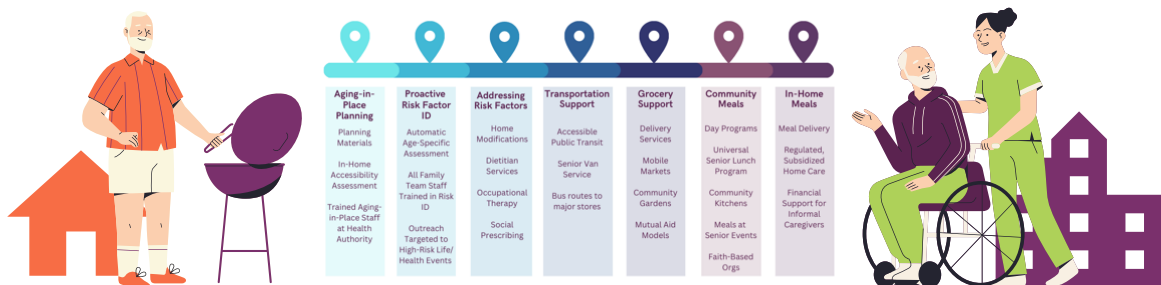 Aging-in-
Place
Planning
Planning
Materials
In-Home
Accessibility
Assessment
Trained Aging-
in-Place Staff
at Health
Authority
Proactive
Risk Factor
ID
Automatic
Age-Specific
Assessment
All Family
Team Staff
Trained in Risk
ID
Outreach
Targeted to
High-Risk Life/
Health Events
Addressing
Risk Factors
Home
Modifications
Dietitian
Services
Occupational
Therapy
Social
Prescribing
Transportation
Support
Accessible
Public Transit
Senior Van
Service
Bus routes to
major stores
Grocery
Support
Delivery
Services
Mobile
Markets
Community
Gardens
Mutual Aid
Models
Community
Meals
Day Programs
Universal
Senior Lunch
Program
Community
Kitchens
Meals at
Senior Events
Faith-Based
Orgs
In-Home
Meals
Meal Delivery
Regulated,
Subsidized
Home Care
Financial
Support for
Informal
Caregivers